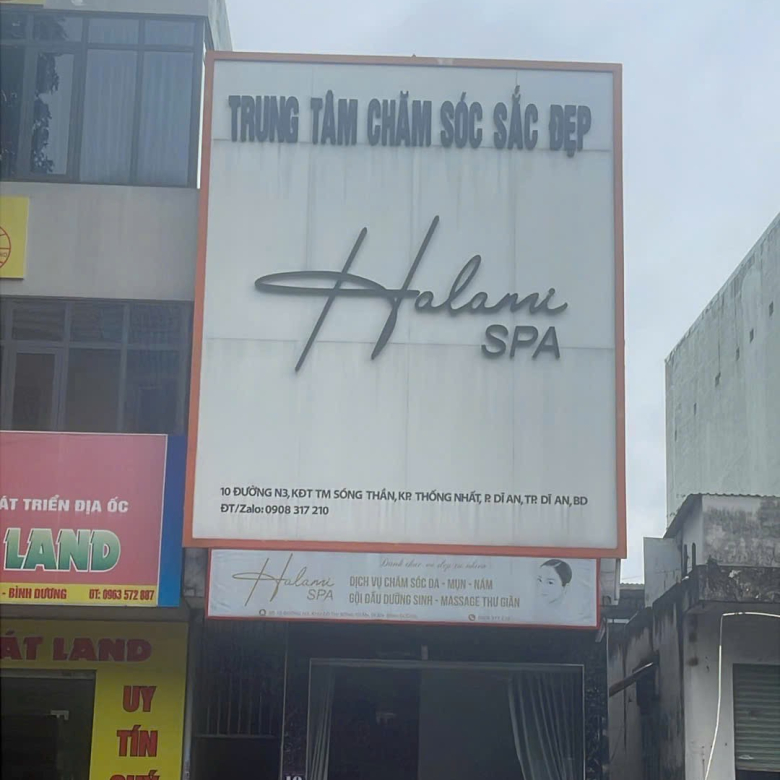 TRUNG TÂM CHĂM SÓC SẮC ĐẸP
Halami
SPA
10 ĐƯỜNG N3, KĐT TM SÓNG THẦN, KP. THỐNG NHẤT, P. DĨ AN, TP. DĨ AN, BD
ĐT/Zalo: 0908 317 210
Halami
SPA
DỊCH VỤ CHĂM SÓC DA - MỤN - NÁM
GỘI ĐẦU DƯỠNG SINH - MASSAGE THƯ GIÃN
ÁT TRIỂN ĐỊA ỐC
LAND
- BÌNH DƯƠNG ĐT: 0963 572 887
ÁT LAND
UY
TÍN